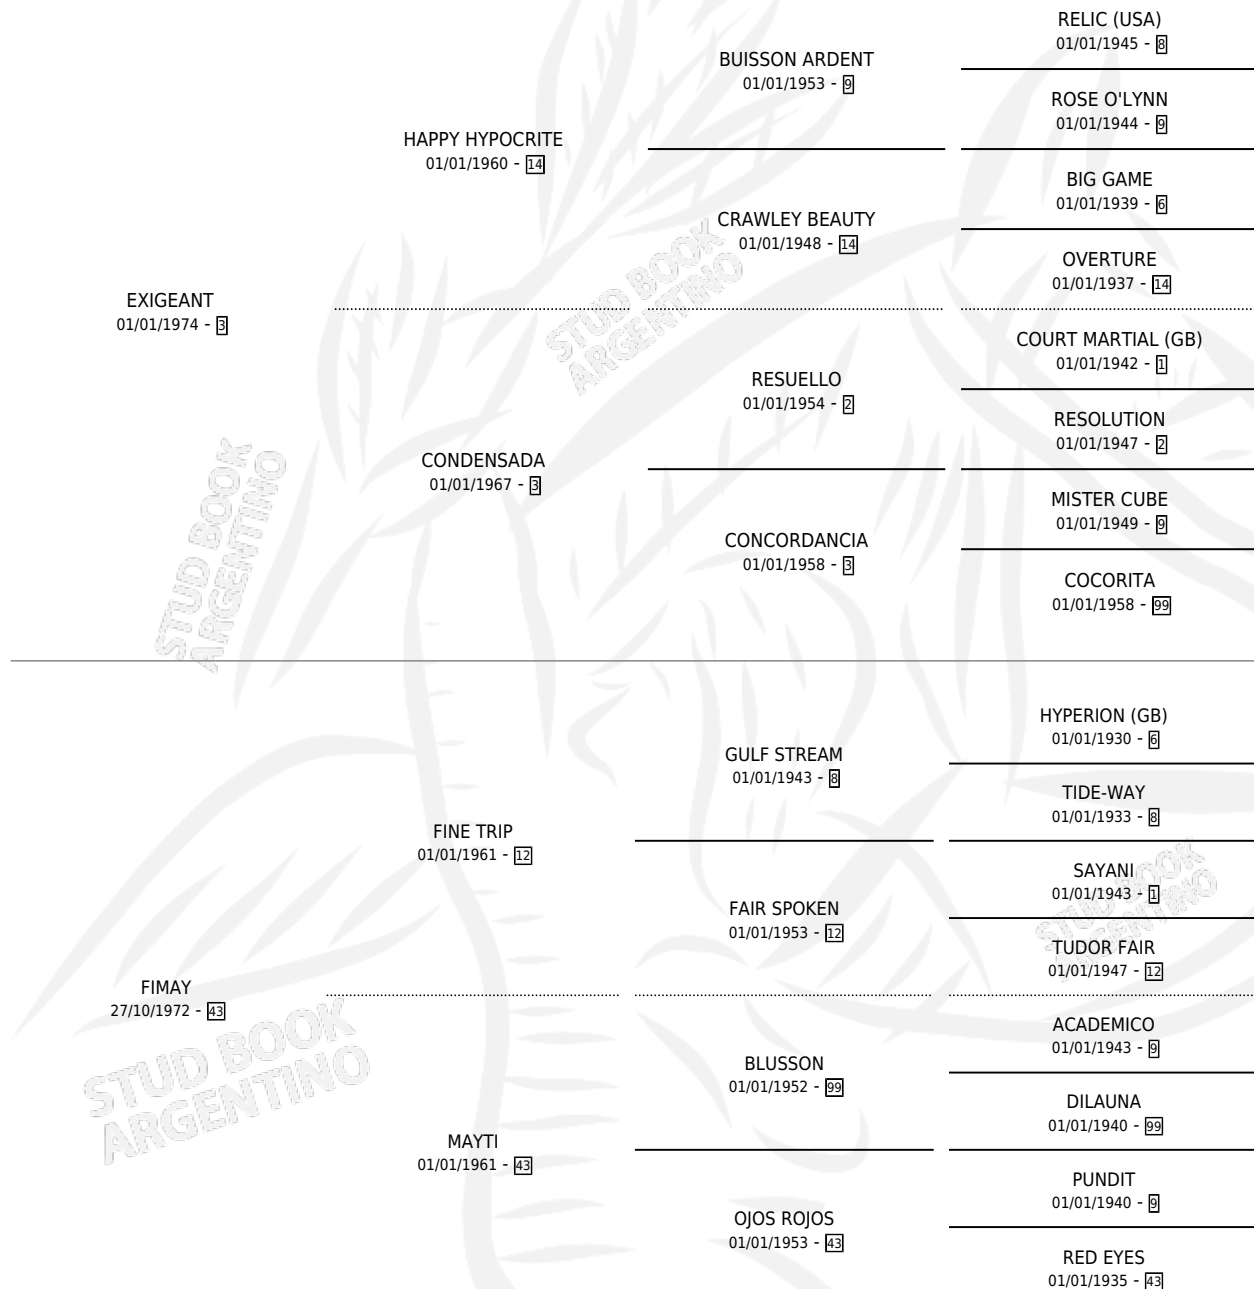 RELIC (USA)
01/01/1945 - 8
BUISSON ARDENT
01/01/1953 - 9
ROSE O'LYNN
01/01/1944 - 9
HAPPY HYPOCRITE
01/01/1960 - 14
BIG GAME
01/01/1939 - 6
CRAWLEY BEAUTY
01/01/1948 - 14
OVERTURE
01/01/1937 - 14
STUD BOOK
ARGENTINO
EXIGEANT
01/01/1974 - 3
COURT MARTIAL (GB)
01/01/1942 - 1
RESUELLO
01/01/1954 - 2
RESOLUTION
01/01/1947 - 2
CONDENSADA
01/01/1967 - 3
MISTER CUBE
01/01/1949 - 9
CONCORDANCIA
01/01/1958 - 3
COCORITA
01/01/1958 - 99
STUD BOOK
ARGENTINO
HYPERION (GB)
01/01/1930 - 6
GULF STREAM
01/01/1943 - 8
TIDE-WAY
01/01/1933 - 8
FINE TRIP
01/01/1961 - 12
SAYANI
01/01/1943 - 1
FAIR SPOKEN
01/01/1953 - 12
TUDOR FAIR
01/01/1947 - 12
STUD BOOK
ARGENTINO
FIMAY
27/10/1972 - 43
ACADEMICO
01/01/1943 - 9
BLUSSON
01/01/1952 - 99
DILAUNA
01/01/1940 - 99
STUD BOOK
ARGENTINO
MAYTI
01/01/1961 - 43
PUNDIT
01/01/1940 - 9
OJOS ROJOS
01/01/1953 - 43
RED EYES
01/01/1935 - 43